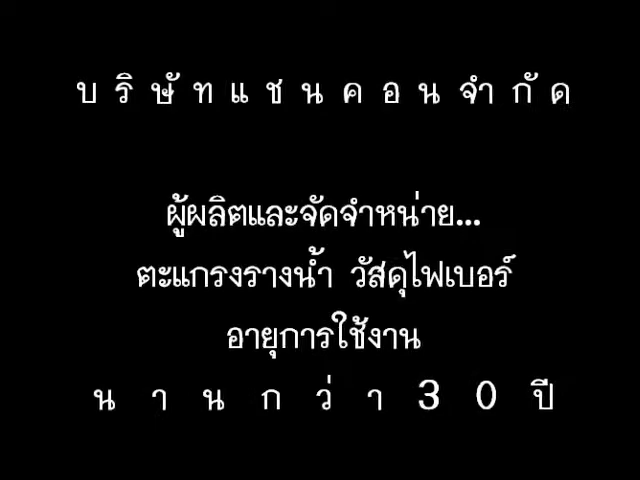 บริษัทแชนคอนจำกัด
ผู้ผลิตและจัดจำหน่าย...
ตะแกรงรางน้ำ วัสดุไฟเบอร์
อายุการใช้งาน
นานกว่า30ปี